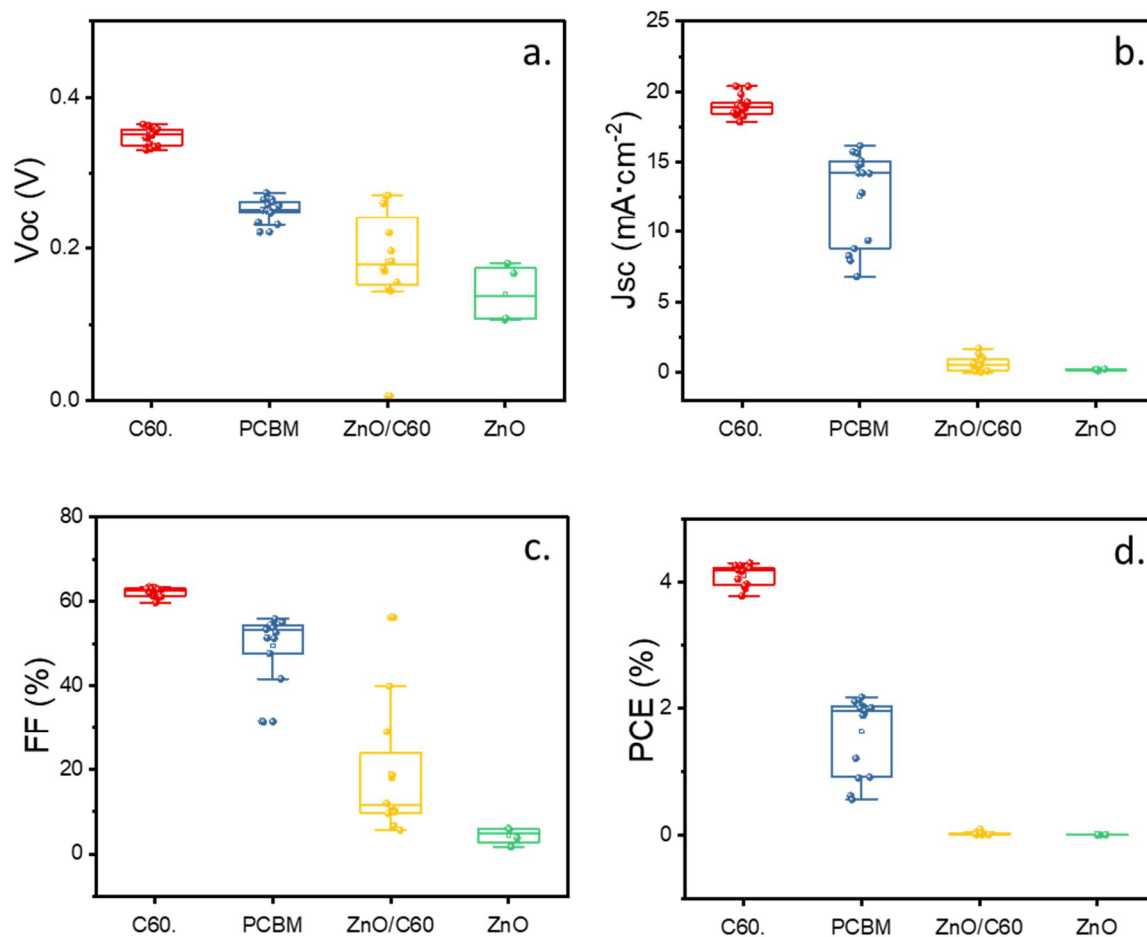 a.
Voc (V)
0.4
0.2
0.0
C60. PCBM ZnO/C60 ZnO
b.
Jsc (mA·cm⁻²)
25
20
15
10
5
0
C60. PCBM ZnO/C60 ZnO
c.
FF (%)
80
60
40
20
0
C60. PCBM ZnO/C60 ZnO
d.
PCE (%)
4
2
0
C60. PCBM ZnO/C60 ZnO